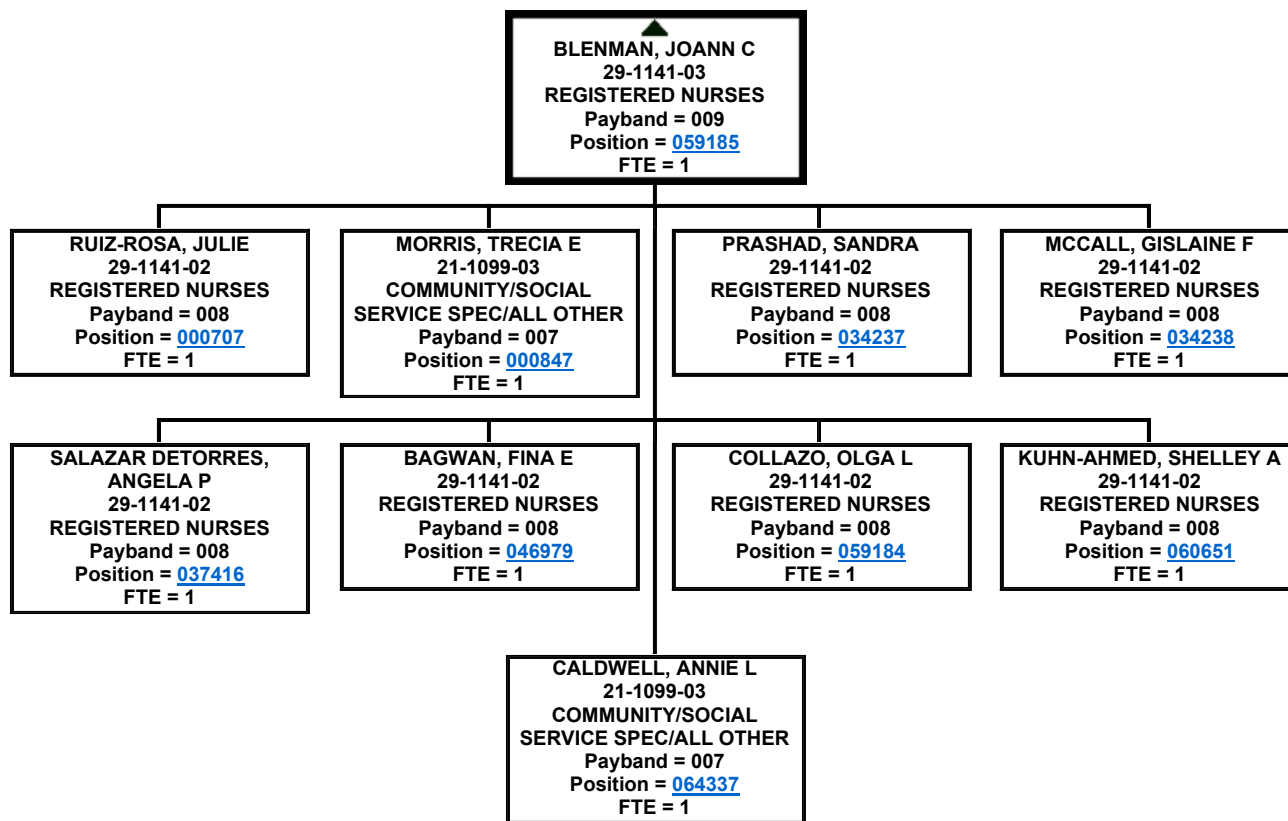 BLENMAN, JOANN C
29-1141-03
REGISTERED NURSES
Payband = 009
Position = 059185
FTE = 1
RUIZ-ROSA, JULIE
29-1141-02
REGISTERED NURSES
Payband = 008
Position = 000707
FTE = 1
MORRIS, TRECIA E
21-1099-03
COMMUNITY/SOCIAL
SERVICE SPEC/ALL OTHER
Payband = 007
Position = 000847
FTE = 1
PRASHAD, SANDRA
29-1141-02
REGISTERED NURSES
Payband = 008
Position = 034237
FTE = 1
MCCALL, GISLAINE F
29-1141-02
REGISTERED NURSES
Payband = 008
Position = 034238
FTE = 1
SALAZAR DETORRES,
ANGELA P
29-1141-02
REGISTERED NURSES
Payband = 008
Position = 037416
FTE = 1
BAGWAN, FINA E
29-1141-02
REGISTERED NURSES
Payband = 008
Position = 046979
FTE = 1
COLLAZO, OLGA L
29-1141-02
REGISTERED NURSES
Payband = 008
Position = 059184
FTE = 1
KUHN-AHMED, SHELLEY A
29-1141-02
REGISTERED NURSES
Payband = 008
Position = 060651
FTE = 1
CALDWELL, ANNIE L
21-1099-03
COMMUNITY/SOCIAL
SERVICE SPEC/ALL OTHER
Payband = 007
Position = 064337
FTE = 1